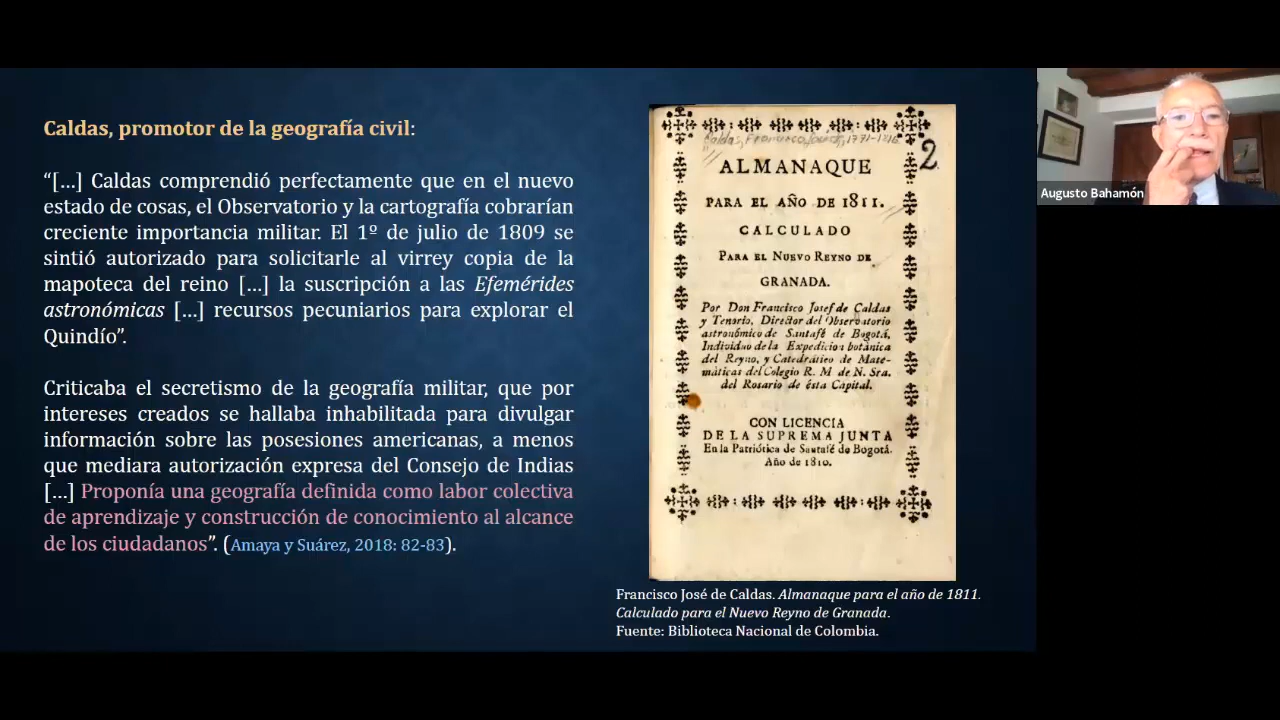 Caldas, promotor de la geografía civil:
“[…] Caldas comprendió perfectamente que en el nuevo
estado de cosas, el Observatorio y la cartografía cobrarían
creciente importancia militar. El 1º de julio de 1809 se
sintió autorizado para solicitarle al virrey copia de la
mapoteca del reino […] la suscripción a las Efemérides
astronómicas […] recursos pecuniarios para explorar el
Quindío”.
Criticaba el secretismo de la geografía militar, que por
intereses creados se hallaba inhabilitada para divulgar
información sobre las posesiones americanas, a menos
que mediara autorización expresa del Consejo de Indias
[…] Proponía una geografía definida como labor colectiva
de aprendizaje y construcción de conocimiento al alcance
de los ciudadanos”. (Amaya y Suárez, 2018: 82-83).
Caldas, Francisco José de, 1771-1816
2
ALMANAQUE
PARA EL AÑO DE 1811.
CALCULADO
PARA EL NUEVO REYNO DE
GRANADA.
Por Don Francisco Josef de Caldas
y Tenorio, Director del Observatorio
astronómico de Santafé de Bogotá,
Individuo de la Expedicion botánica
del Reyno, y Catedrático de Mate-
máticas del Colegio R. M de N. Sra.
del Rosario de ésta Capital.
CON LICENCIA
DE LA SUPREMA JUNTA
En la Patriótica de Santafé de Bogotá.
Año de 1810.
Francisco José de Caldas. Almanaque para el año de 1811.
Calculado para el Nuevo Reyno de Granada.
Fuente: Biblioteca Nacional de Colombia.
Augusto Bahamón